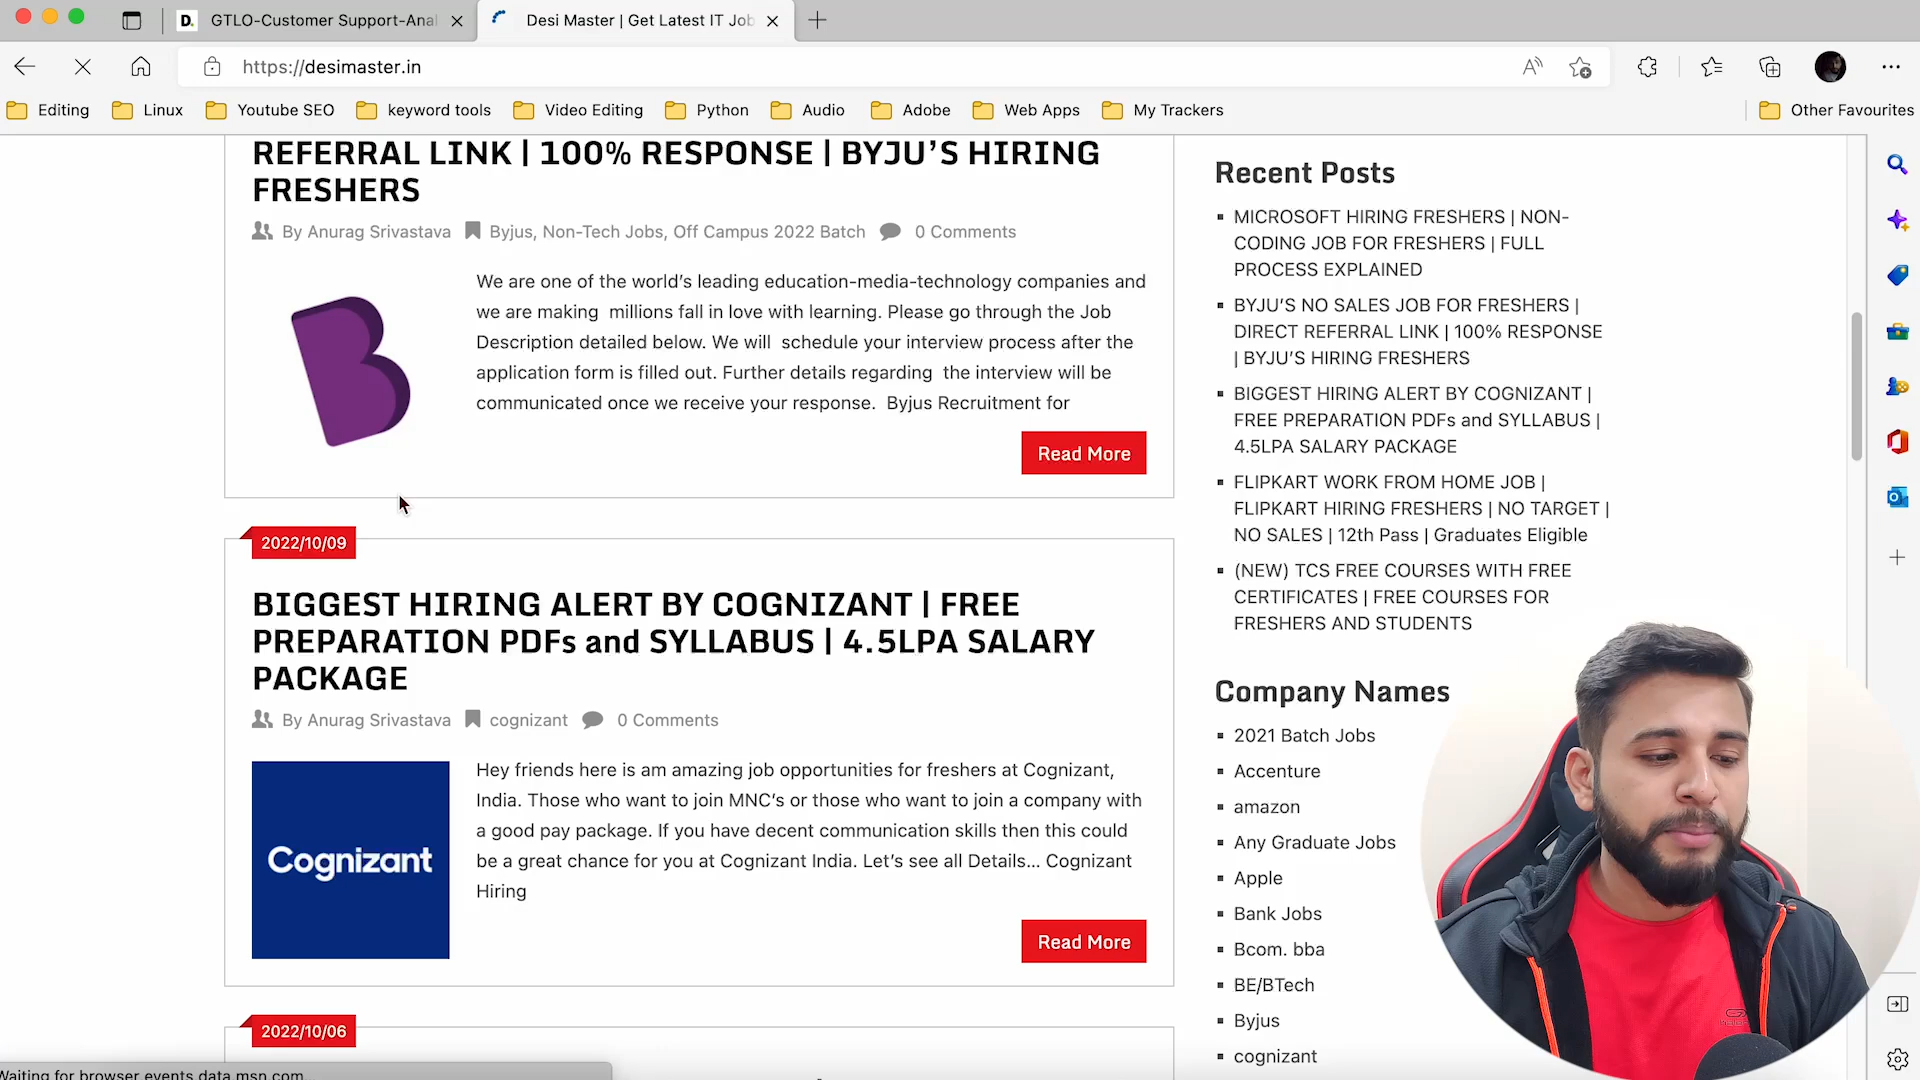 D. GTLO-Customer Support-Anal
Desi Master | Get Latest IT Job
https://desimaster.in
Editing
Linux
Youtube SEO
keyword tools
Video Editing
Python
Audio
Adobe
Web Apps
My Trackers
Other Favourites
REFERRAL LINK | 100% RESPONSE | BYJU’S HIRING
FRESHERS
By Anurag Srivastava Byjus, Non-Tech Jobs, Off Campus 2022 Batch 0 Comments
We are one of the world’s leading education-media-technology companies and
we are making millions fall in love with learning. Please go through the Job
Description detailed below. We will schedule your interview process after the
application form is filled out. Further details regarding the interview will be
communicated once we receive your response. Byjus Recruitment for
Read More
2022/10/09
BIGGEST HIRING ALERT BY COGNIZANT | FREE
PREPARATION PDFs and SYLLABUS | 4.5LPA SALARY
PACKAGE
By Anurag Srivastava cognizant 0 Comments
Cognizant
Hey friends here is am amazing job opportunities for freshers at Cognizant,
India. Those who want to join MNC’s or those who want to join a company with
a good pay package. If you have decent communication skills then this could
be a great chance for you at Cognizant India. Let’s see all Details... Cognizant
Hiring
Read More
2022/10/06
Waiting for browser.events.data.msn.com...
Recent Posts
MICROSOFT HIRING FRESHERS | NON-
CODING JOB FOR FRESHERS | FULL
PROCESS EXPLAINED
BYJU’S NO SALES JOB FOR FRESHERS |
DIRECT REFERRAL LINK | 100% RESPONSE
| BYJU’S HIRING FRESHERS
BIGGEST HIRING ALERT BY COGNIZANT |
FREE PREPARATION PDFs and SYLLABUS |
4.5LPA SALARY PACKAGE
FLIPKART WORK FROM HOME JOB |
FLIPKART HIRING FRESHERS | NO TARGET |
NO SALES | 12th Pass | Graduates Eligible
(NEW) TCS FREE COURSES WITH FREE
CERTIFICATES | FREE COURSES FOR
FRESHERS AND STUDENTS
Company Names
2021 Batch Jobs
Accenture
amazon
Any Graduate Jobs
Apple
Bank Jobs
Bcom. bba
BE/BTech
Byjus
cognizant